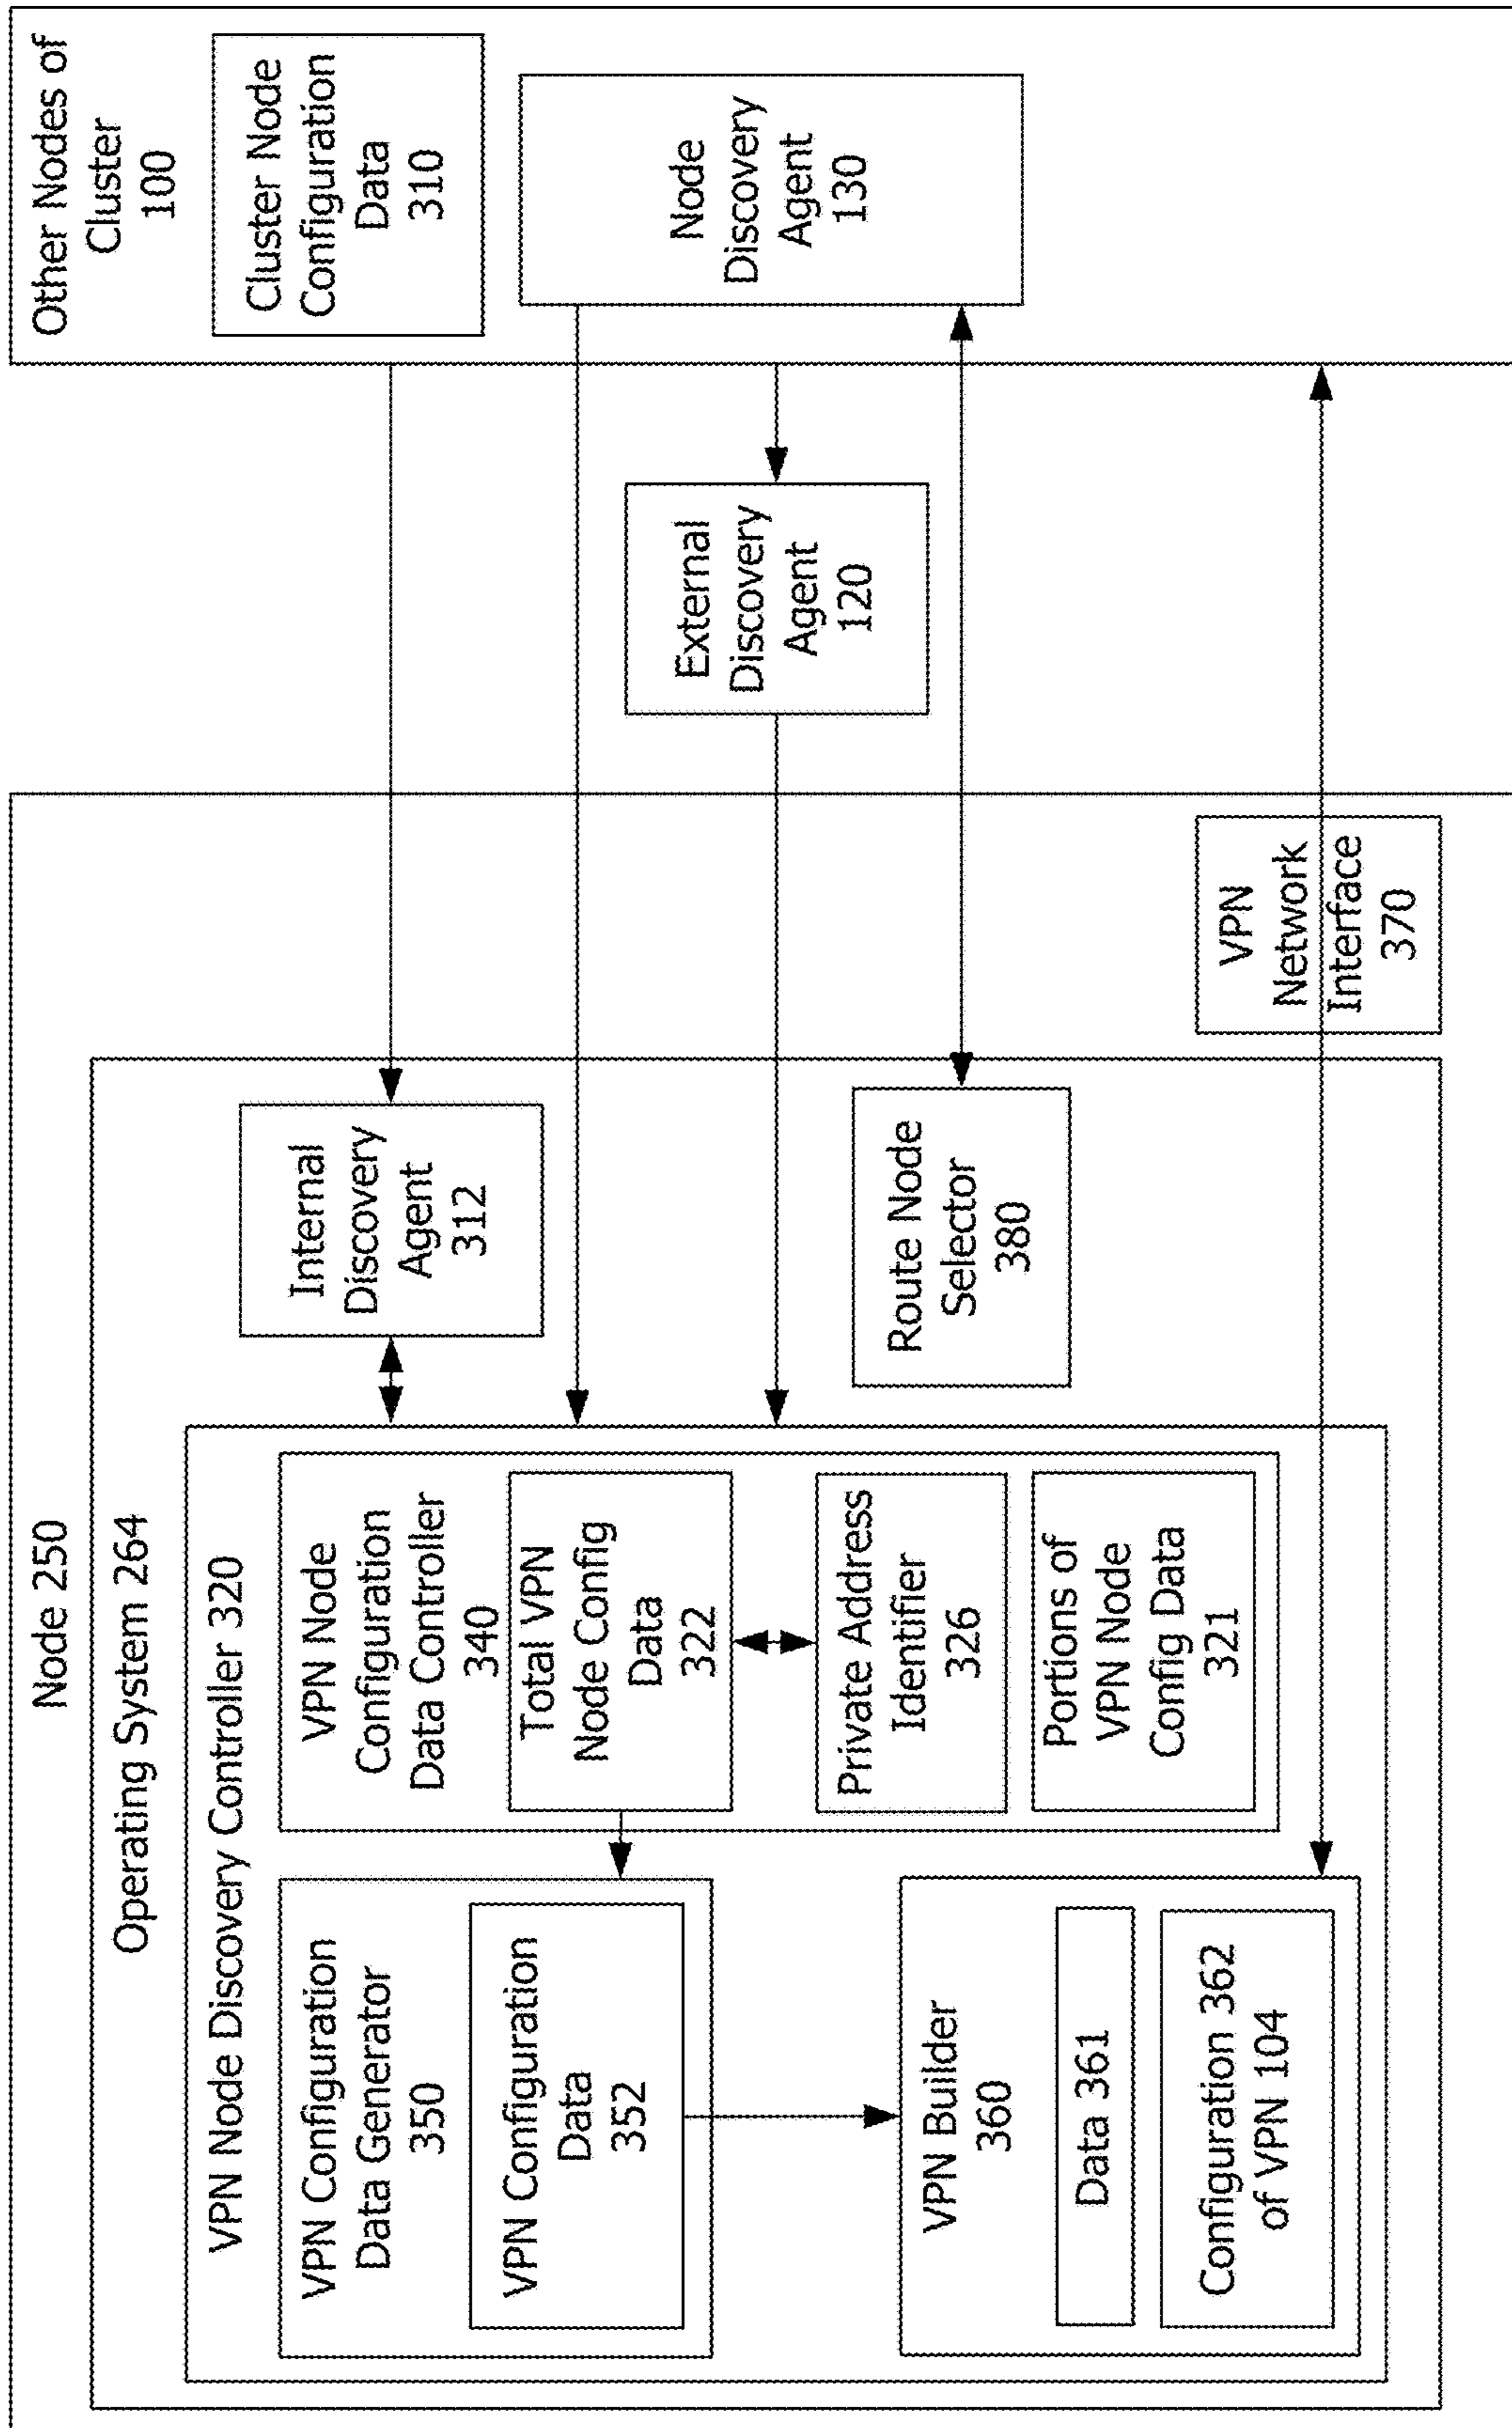 Node 250
Operating System 264
VPN Node Discovery Controller 320
VPN Configuration
Data Generator
350
VPN Configuration
Data
352
VPN Builder
360
Data 361
Configuration 362
of VPN 104
VPN Node
Configuration
Data Controller
340
Total VPN
Node Config
Data
322
Private Address
Identifier
326
Portions of
VPN Node
Config Data
321
Internal
Discovery
Agent
312
Route Node
Selector
380
VPN
Network
Interface
370
External
Discovery
Agent
120
Other Nodes of
Cluster
100
Cluster Node
Configuration
Data
310
Node
Discovery
Agent
130